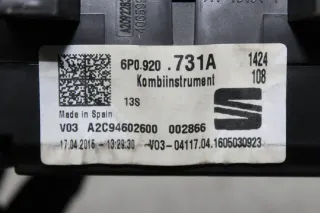 6P0.920 .731A 1424
Kombiinstrument 108
13S
Made in Spain
V03 A2C94602600 002866
17.04.2016 - 13:29:30 -V03-04117.04.1605030923